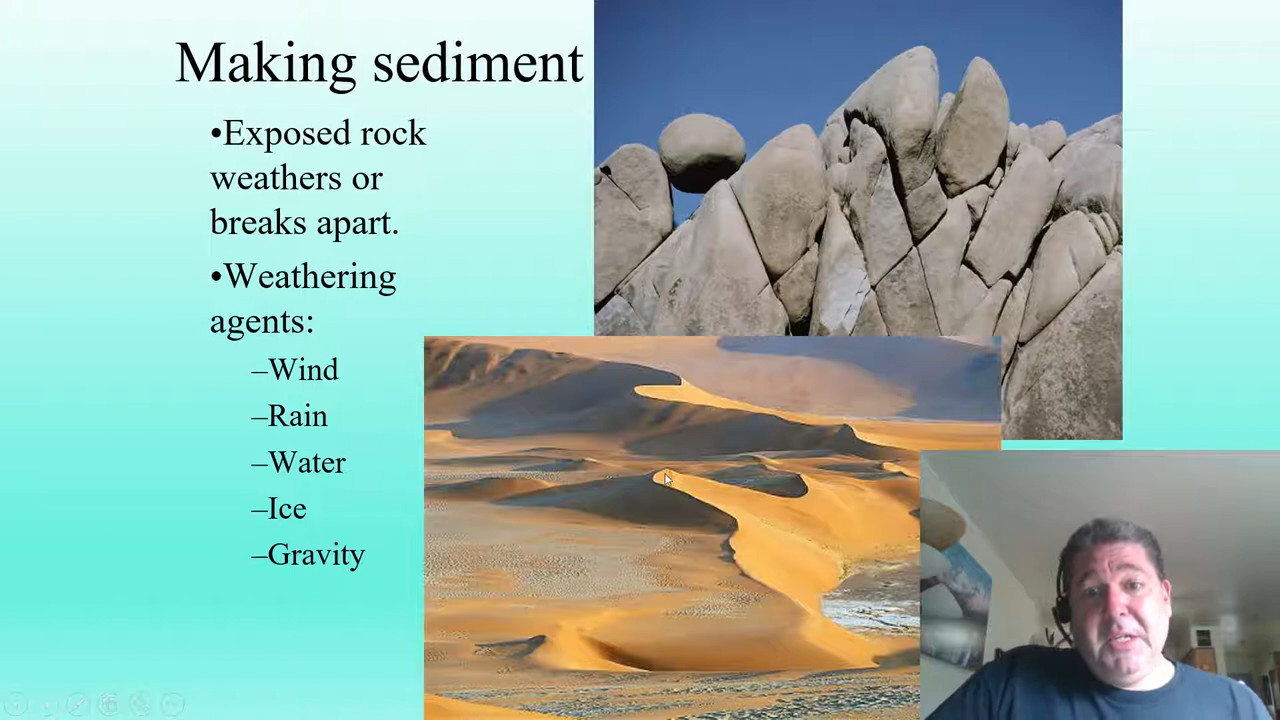 Making sediment
•Exposed rock
weathers or
breaks apart.
•Weathering
agents:
–Wind
–Rain
–Water
–Ice
–Gravity